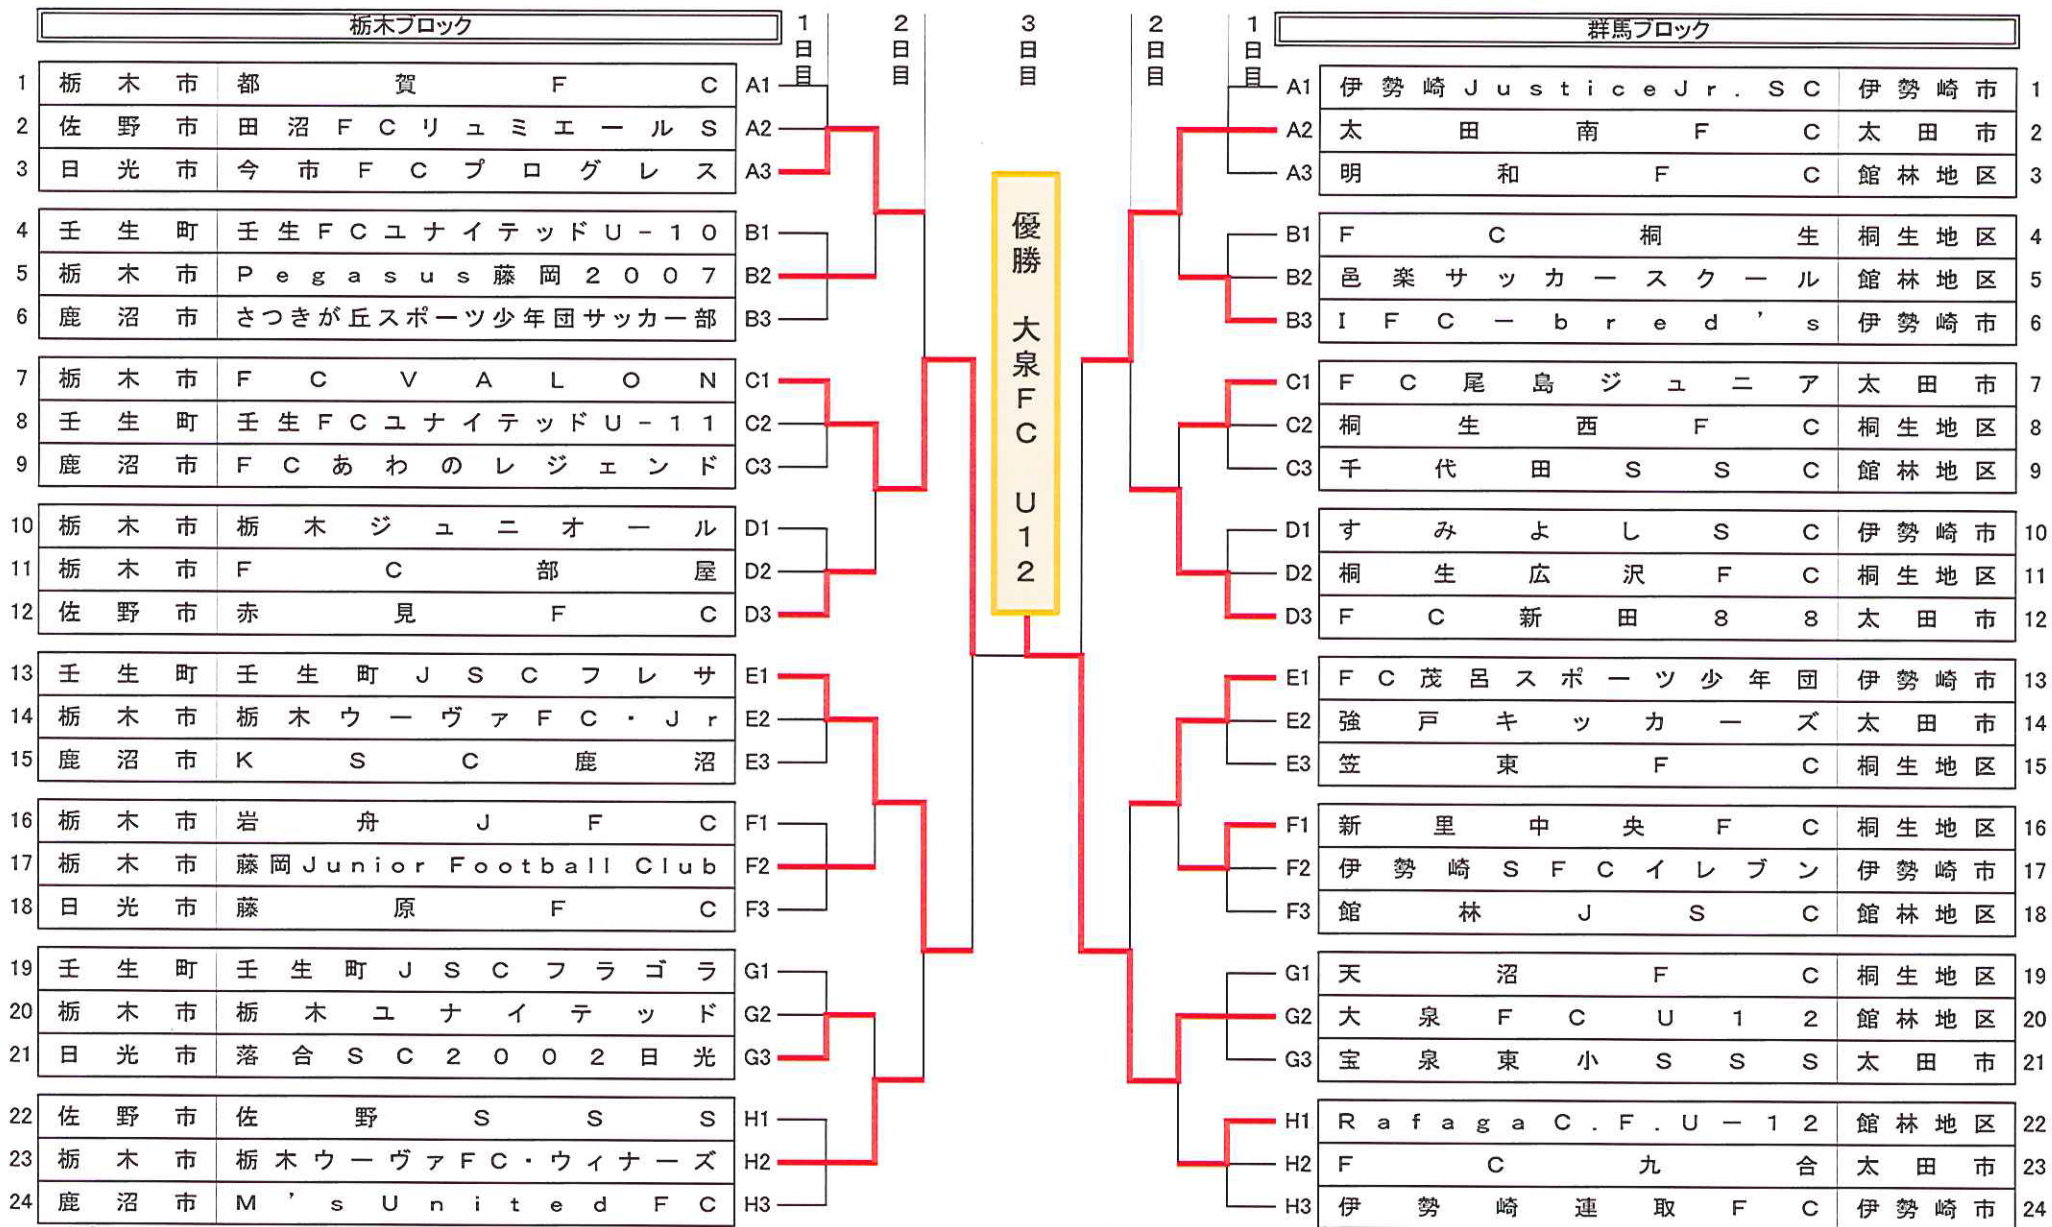 栃木ブロック
1日目
2日目
3日目
2日目
1日目
群馬ブロック
1 栃木市 都賀FC A1
2 佐野市 田沼FCリュミエールS A2
3 日光市 今市FCプログレス A3
4 壬生町 壬生FCユナイテッドU-10 B1
5 栃木市 Pegasus藤岡2007 B2
6 鹿沼市 さつきが丘スポーツ少年団サッカー部 B3
7 栃木市 FC VALON C1
8 壬生町 壬生FCユナイテッドU-11 C2
9 鹿沼市 FCあわのレジェンド C3
10 栃木市 栃木ジュニオール D1
11 栃木市 FC部屋 D2
12 佐野市 赤見FC D3
13 壬生町 壬生町JSCフレサ E1
14 栃木市 栃木ウーヴァFC・Jr E2
15 鹿沼市 KSC鹿沼 E3
16 栃木市 岩舟JFC F1
17 栃木市 藤岡Junior Football Club F2
18 日光市 藤原FC F3
19 壬生町 壬生町JSCフラゴラ G1
20 栃木市 栃木ユナイテッド G2
21 日光市 落合SC2002日光 G3
22 佐野市 佐野SSS H1
23 栃木市 栃木ウーヴァFC・ウィナーズ H2
24 鹿沼市 M'sUnited FC H3
優勝 大泉FC U12
A1 伊勢崎JusticeJr.SC 伊勢崎市 1
A2 太田南FC 太田市 2
A3 明和FC 館林地区 3
B1 FC桐生 桐生地区 4
B2 邑楽サッカースクール 館林地区 5
B3 IFC-bred's 伊勢崎市 6
C1 FC尾島ジュニア 太田市 7
C2 桐生西FC 桐生地区 8
C3 千代田SSC 館林地区 9
D1 すみよしSC 伊勢崎市 10
D2 桐生広沢FC 桐生地区 11
D3 FC新田88 太田市 12
E1 FC茂呂スポーツ少年団 伊勢崎市 13
E2 強戸キッカーズ 太田市 14
E3 笠東FC 桐生地区 15
F1 新里中央FC 桐生地区 16
F2 伊勢崎SFCイレブン 伊勢崎市 17
F3 館林JSC 館林地区 18
G1 天沼FC 桐生地区 19
G2 大泉FCU12 館林地区 20
G3 宝泉東小SSS 太田市 21
H1 RafagaC.F.U-12 館林地区 22
H2 FC九合 太田市 23
H3 伊勢崎連取FC 伊勢崎市 24